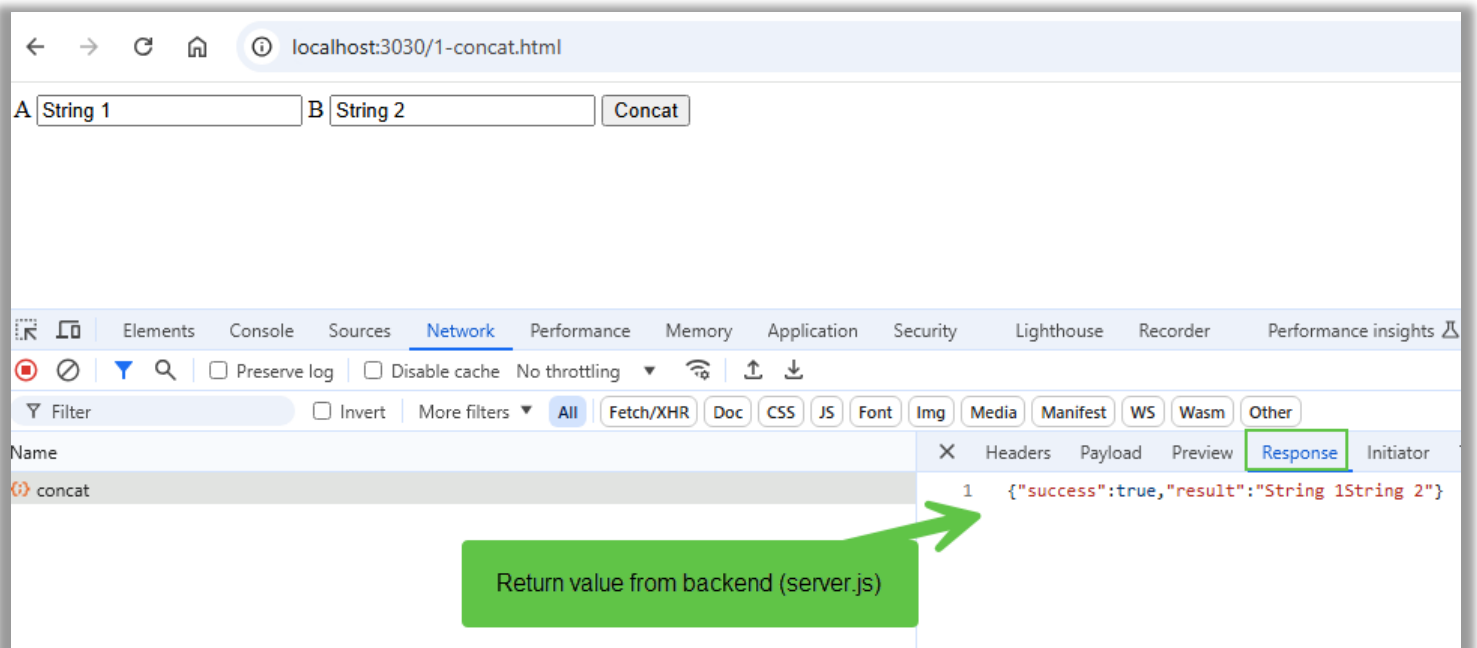 localhost:3030/1-concat.html
A String 1 B String 2 Concat
Elements Console Sources Network Performance Memory Application Security Lighthouse Recorder Performance insights
Preserve log Disable cache No throttling
Filter Invert More filters All Fetch/XHR Doc CSS JS Font Img Media Manifest WS Wasm Other
Name Headers Payload Preview Response Initiator
concat 1 {"success":true,"result":"String 1String 2"}
Return value from backend (server.js)